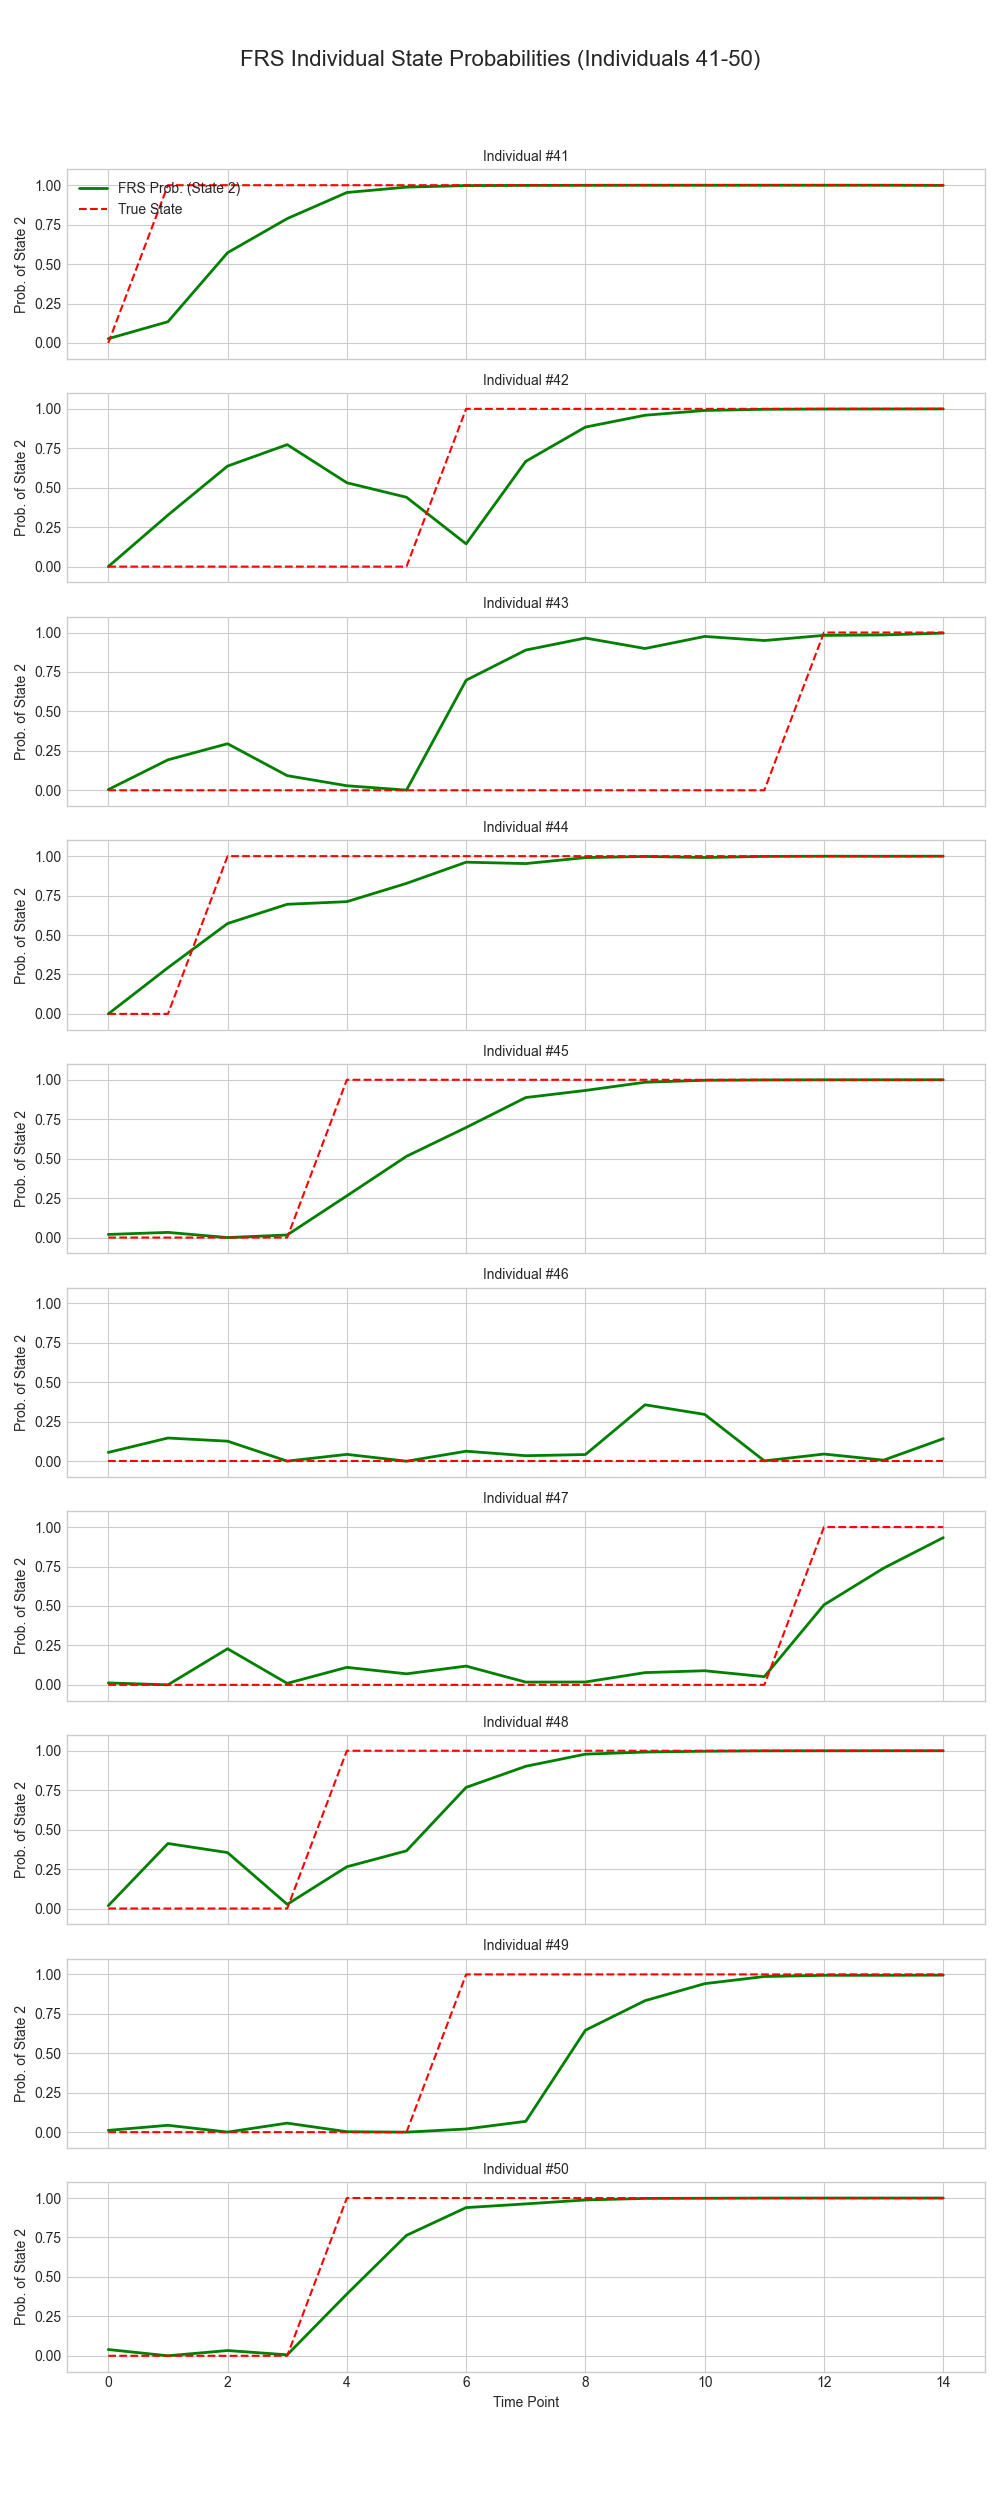 FRS Individual State Probabilities (Individuals 41-50)
Individual #41
FRS Prob. (State 2)
True State
1.00
0.75
0.50
0.25
0.00
Prob. of State 2
Individual #42
1.00
0.75
0.50
0.25
0.00
Prob. of State 2
Individual #43
1.00
0.75
0.50
0.25
0.00
Prob. of State 2
Individual #44
1.00
0.75
0.50
0.25
0.00
Prob. of State 2
Individual #45
1.00
0.75
0.50
0.25
0.00
Prob. of State 2
Individual #46
1.00
0.75
0.50
0.25
0.00
Prob. of State 2
Individual #47
1.00
0.75
0.50
0.25
0.00
Prob. of State 2
Individual #48
1.00
0.75
0.50
0.25
0.00
Prob. of State 2
Individual #49
1.00
0.75
0.50
0.25
0.00
Prob. of State 2
Individual #50
1.00
0.75
0.50
0.25
0.00
Prob. of State 2
0 2 4 6 8 10 12 14
Time Point